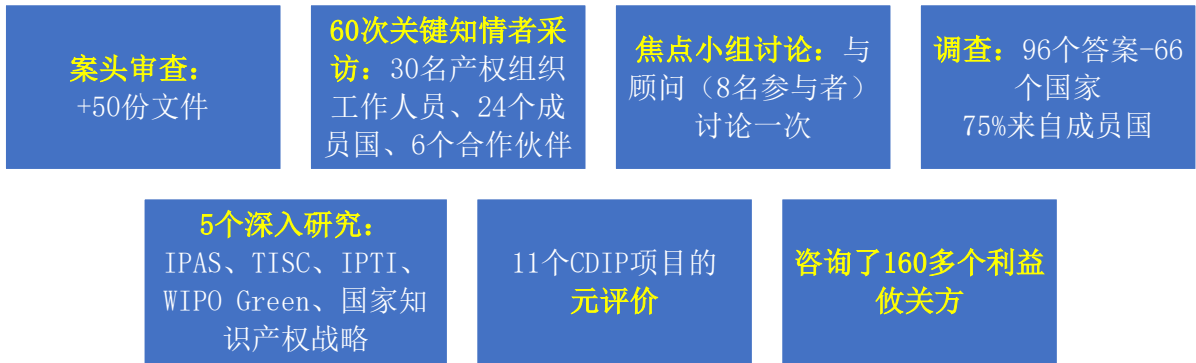 案头审查：
+50份文件
60次关键知情者采
访：30名产权组织
工作人员、24个成
员国、6个合作伙伴
焦点小组讨论：与
顾问（8名参与者）
讨论一次
调查：96个答案-66
个国家
75%来自成员国
5个深入研究：
IPAS、TISC、IPTI、
WIPO Green、国家知
识产权战略
11个CDIP项目的
元评价
咨询了160多个利益
攸关方